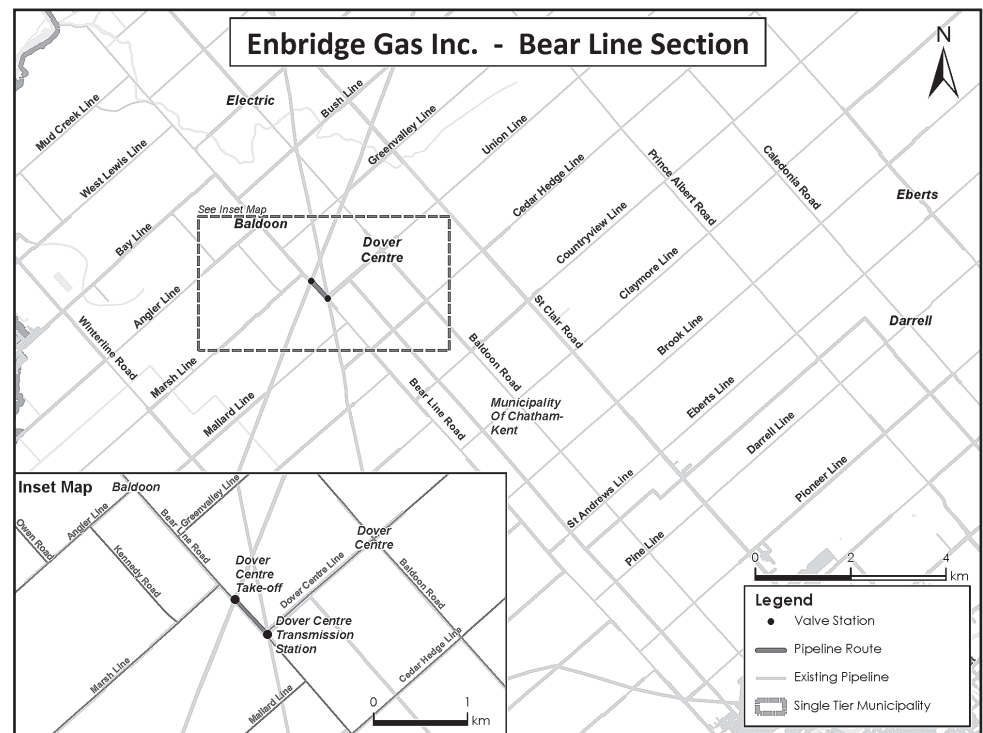 Enbridge Gas Inc. - Bear Line Section
N
Electric
Bush Line
Mud Creek Line
Greenvalley Line
Union Line
West Lewis Line
Cedar Hedge Line
Prince Albert Road
Caledonia Road
Eberts
See Inset Map
Baldoon
Bay Line
Dover
Centre
Countryview Line
Claymore Line
Angler Line
St Clair Road
Darrell
Winterline Road
Brook Line
Marsh Line
Baldoon Road
Bear Line Road
Mallard Line
Municipality
Of Chatham-
Kent
Eberts Line
Darrell Line
Pioneer Line
St Andrews Line
Pine Line
Inset Map
Baldoon
Greenvalley Line
Angler Line
Owen Road
Bear Line Road
Kennedy Road
Dover
Centre
Dover
Centre
Take-off
Dover Centre Line
Baldoon Road
Dover Centre
Transmission
Station
Cedar Hedge Line
Marsh Line
Mallard Line
0 1
km
0 2 4
km
Legend
Valve Station
Pipeline Route
Existing Pipeline
Single Tier Municipality